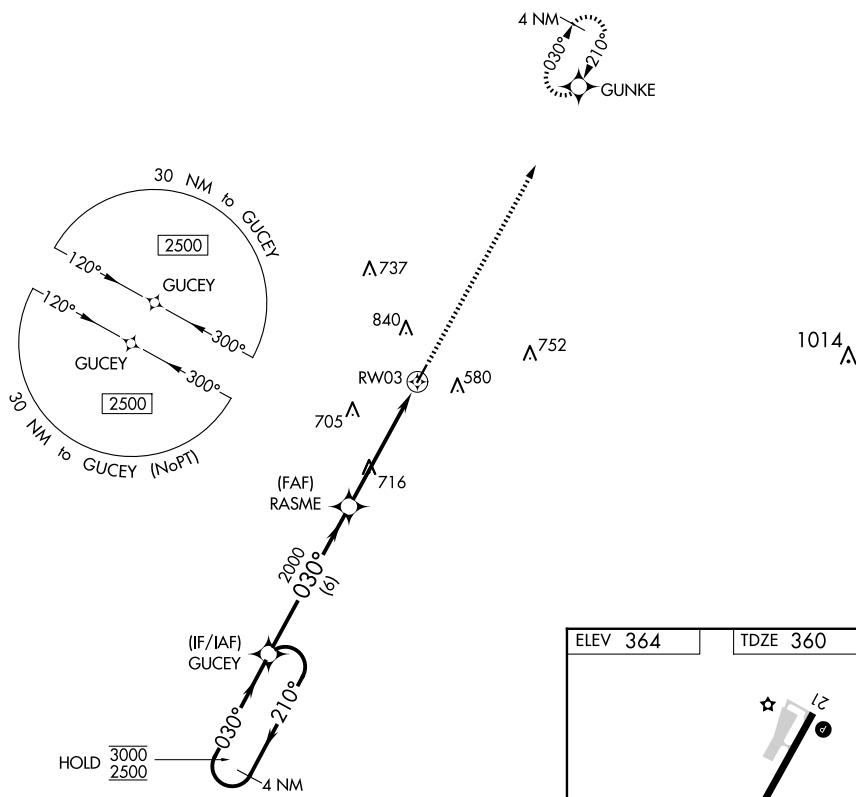 4 NM
030°
210°
GUNKE
30 NM to GUCEY
2500
120°
GUCEY
300°
120°
GUCEY
300°
2500
30 NM to GUCEY (NoPT)
737
840
752
1014
RW03
580
705
716
(FAF)
RASME
2000
030°
(6)
(IF/IAF)
GUCEY
030°
210°
HOLD 3000
2500
4 NM
ELEV 364
TDZE 360
21
P